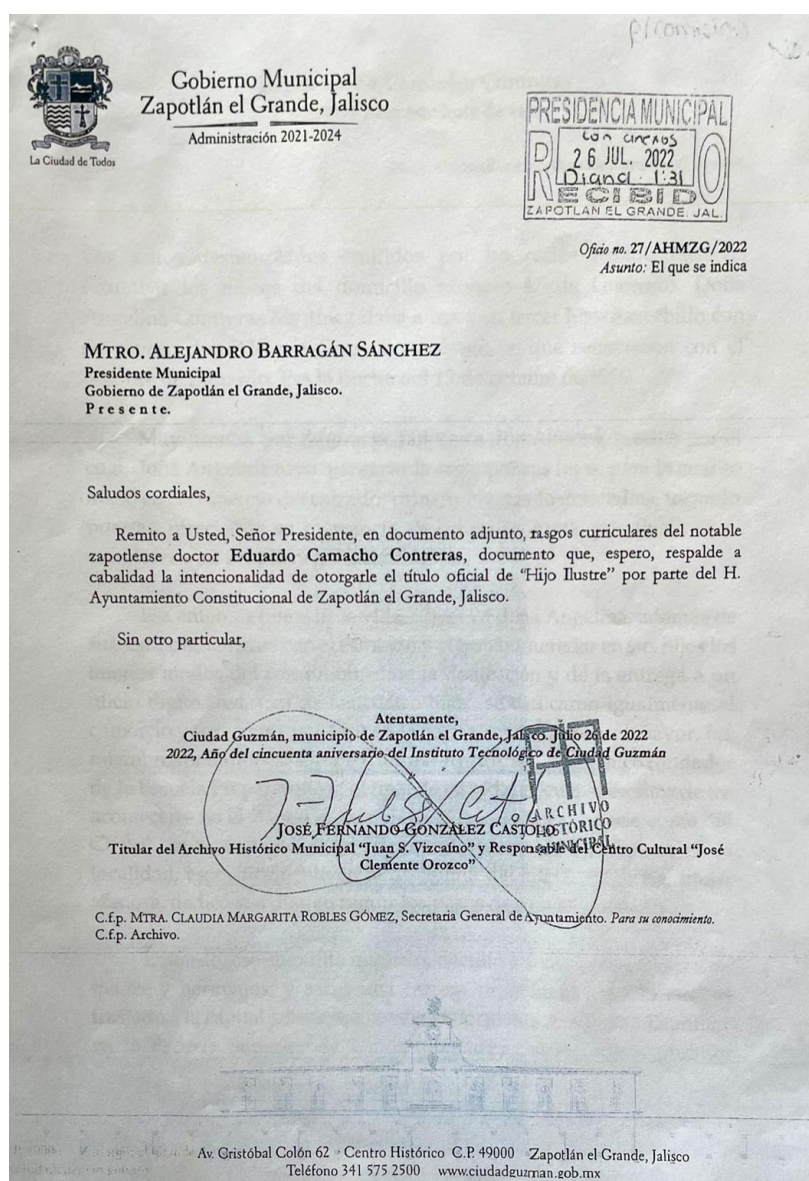 p/comisión
Gobierno Municipal
Zapotlán el Grande, Jalisco
Administración 2021-2024
La Ciudad de Todos
PRESIDENCIA MUNICIPAL
con anexos
26 JUL. 2022
Diana 1:31
RECIBIDO
ZAPOTLAN EL GRANDE, JAL.
Oficio no. 27/AHMZG/2022
Asunto: El que se indica
MTRO. ALEJANDRO BARRAGÁN SÁNCHEZ
Presidente Municipal
Gobierno de Zapotlán el Grande, Jalisco.
P r e s e n t e.
Saludos cordiales,
Remito a Usted, Señor Presidente, en documento adjunto, rasgos curriculares del notable
zapotlense doctor Eduardo Camacho Contreras, documento que, espero, respalde a
cabalidad la intencionalidad de otorgarle el título oficial de “Hijo Ilustre” por parte del H.
Ayuntamiento Constitucional de Zapotlán el Grande, Jalisco.
Sin otro particular,
Atentamente,
Ciudad Guzmán, municipio de Zapotlán el Grande, Jalisco. Julio 26 de 2022
2022, Año del cincuenta aniversario del Instituto Tecnológico de Ciudad Guzmán
ARCHIVO
HISTÓRICO
MUNICIPAL
JOSÉ FERNANDO GONZÁLEZ CASTOLO
Titular del Archivo Histórico Municipal “Juan S. Vizcaíno” y Responsable del Centro Cultural “José
Clemente Orozco”
C.f.p. MTRA. CLAUDIA MARGARITA ROBLES GÓMEZ, Secretaria General de Ayuntamiento. Para su conocimiento.
C.f.p. Archivo.
Av. Cristóbal Colón 62 Centro Histórico C.P. 49000 Zapotlán el Grande, Jalisco
Teléfono 341 575 2500 www.ciudadguzman.gob.mx